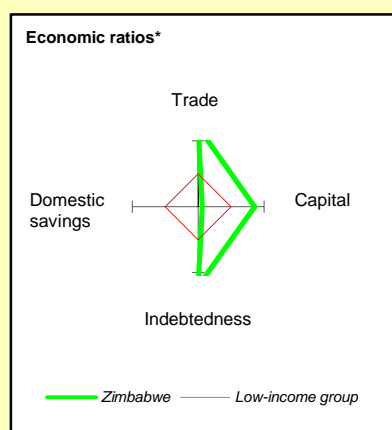 Economic ratios*
Trade
Domestic
savings
Capital
Indebtedness
Zimbabwe
Low-income group